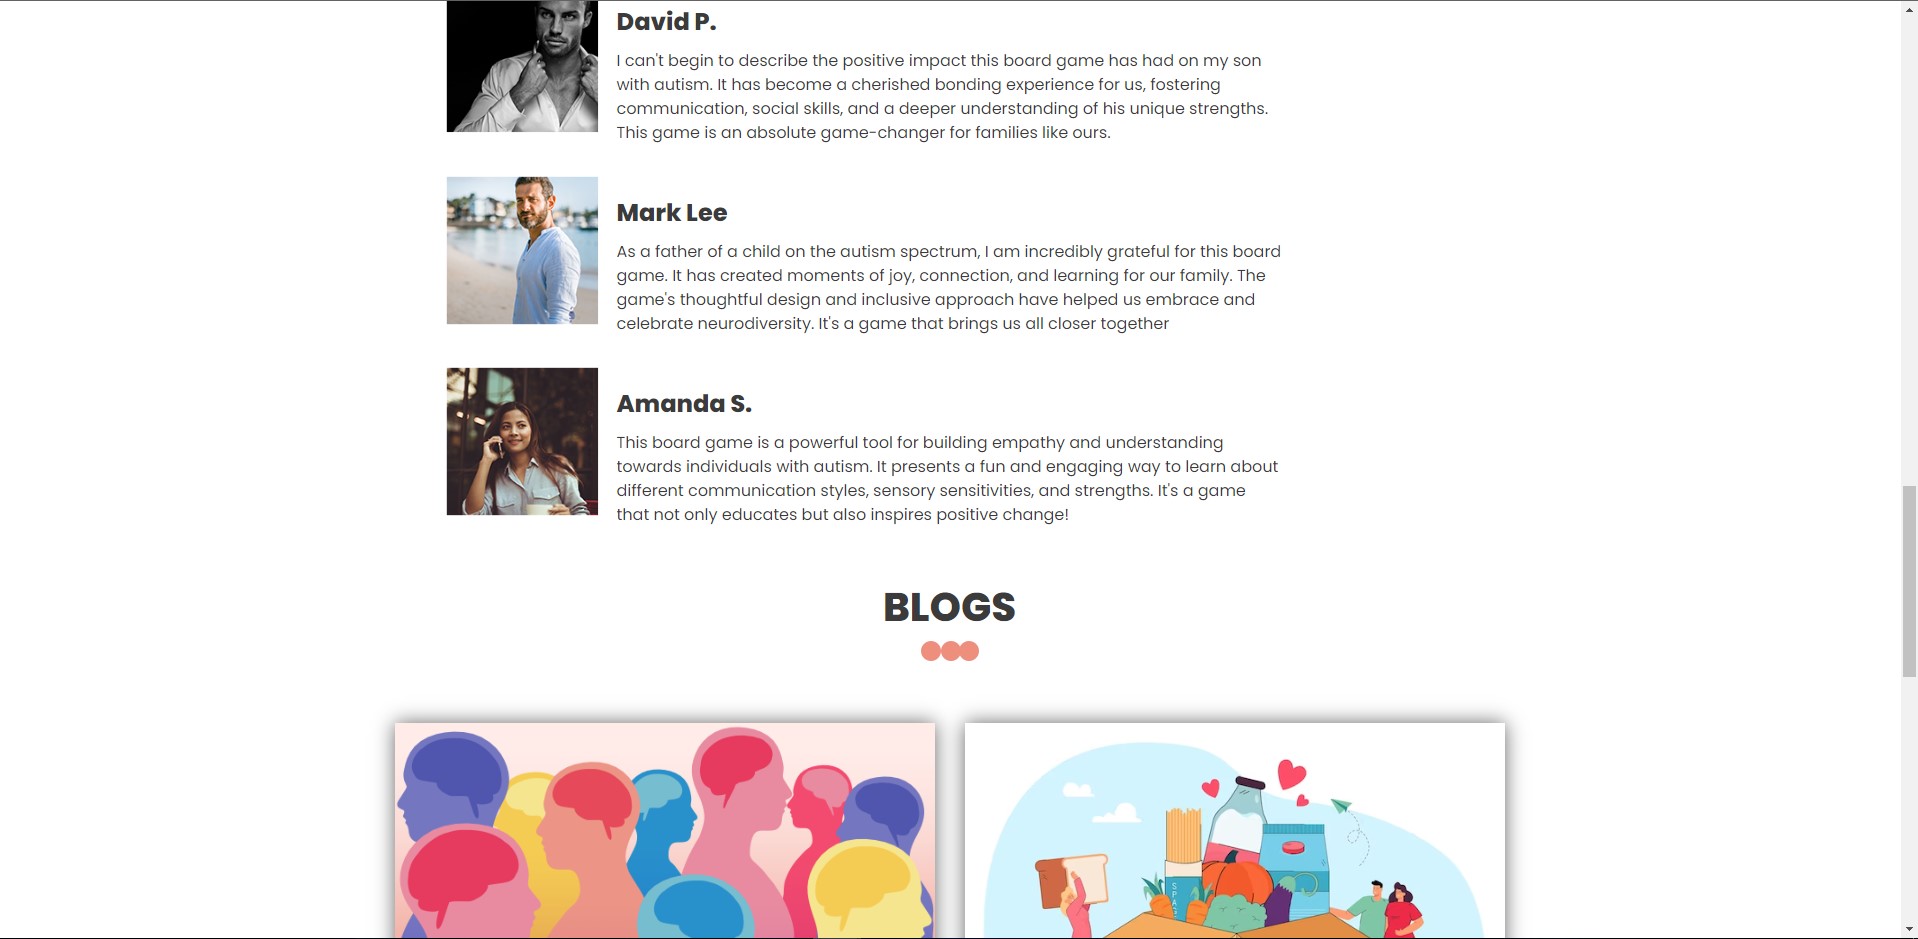 David P.
I can't begin to describe the positive impact this board game has had on my son
with autism. It has become a cherished bonding experience for us, fostering
communication, social skills, and a deeper understanding of his unique strengths.
This game is an absolute game-changer for families like ours.
Mark Lee
As a father of a child on the autism spectrum, I am incredibly grateful for this board
game. It has created moments of joy, connection, and learning for our family. The
game's thoughtful design and inclusive approach have helped us embrace and
celebrate neurodiversity. It's a game that brings us all closer together
Amanda S.
This board game is a powerful tool for building empathy and understanding
towards individuals with autism. It presents a fun and engaging way to learn about
different communication styles, sensory sensitivities, and strengths. It's a game
that not only educates but also inspires positive change!
BLOGS